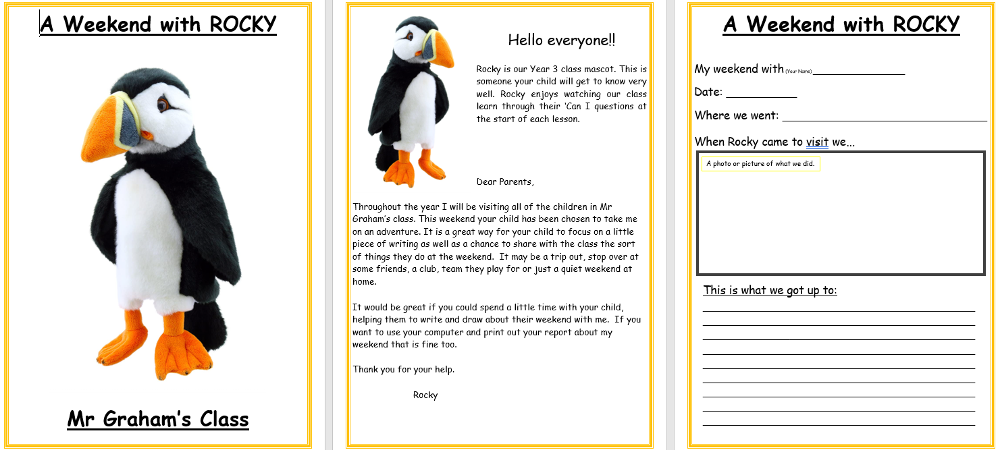 A Weekend with ROCKY
Mr Graham's Class
Hello everyone!!
Rocky is our Year 3 class mascot. This is
someone your child will get to know very
well. Rocky enjoys watching our class
learn through their ‘Can I questions at
the start of each lesson.
Dear Parents,
Throughout the year I will be visiting all of the children in Mr
Graham's class. This weekend your child has been chosen to take me
on an adventure. It is a great way for your child to focus on a little
piece of writing as well as a chance to share with the class the sort
of things they do at the weekend. It may be a trip out, stop over at
some friends, a club, team they play for or just a quiet weekend at
home.
It would be great if you could spend a little time with your child,
helping them to write and draw about their weekend with me. If you
want to use your computer and print out your report about my
weekend that is fine too.
Thank you for your help.
Rocky
A Weekend with ROCKY
My weekend with (Your Name) _______________
Date: ____________
Where we went: ___________________________________
When Rocky came to visit we...
A photo or picture of what we did.
This is what we got up to: